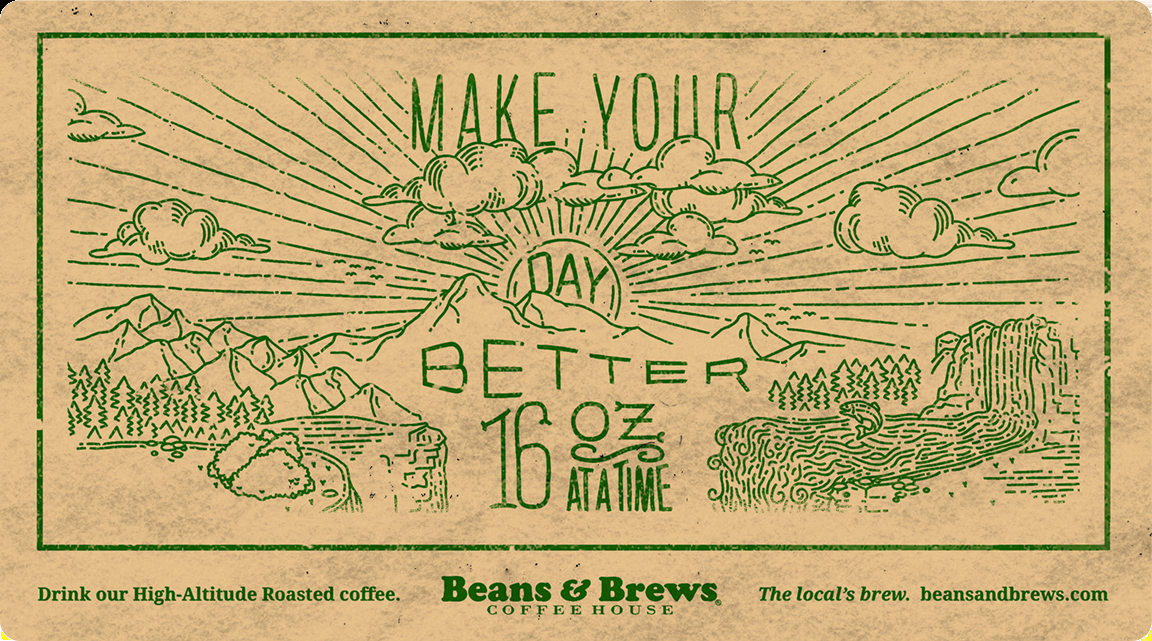 MAKE YOUR
DAY
BETTER
16 OZ
AT A TIME
Drink our High-Altitude Roasted coffee.
Beans & Brews®
COFFEE HOUSE
The local's brew. beansandbrews.com